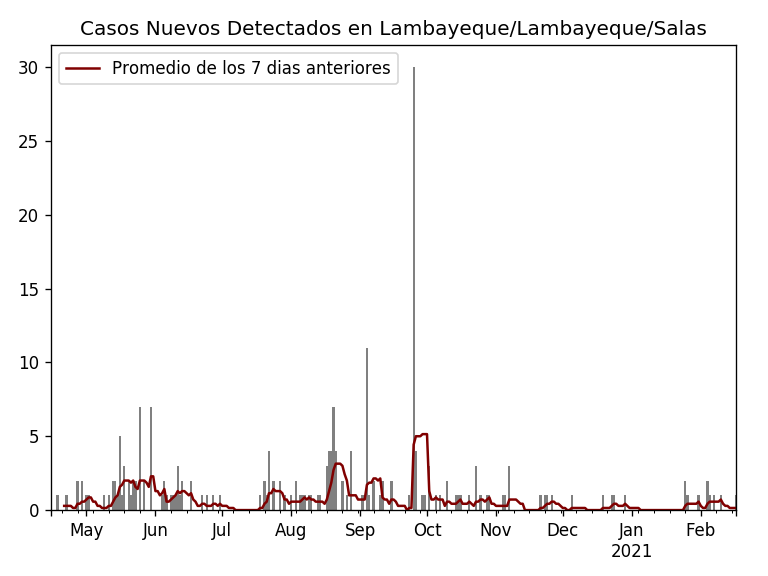 Casos Nuevos Detectados en Lambayeque/Lambayeque/Salas
Promedio de los 7 dias anteriores
30
25
20
15
10
5
0
May Jun Jul Aug Sep Oct Nov Dec Jan Feb
2021